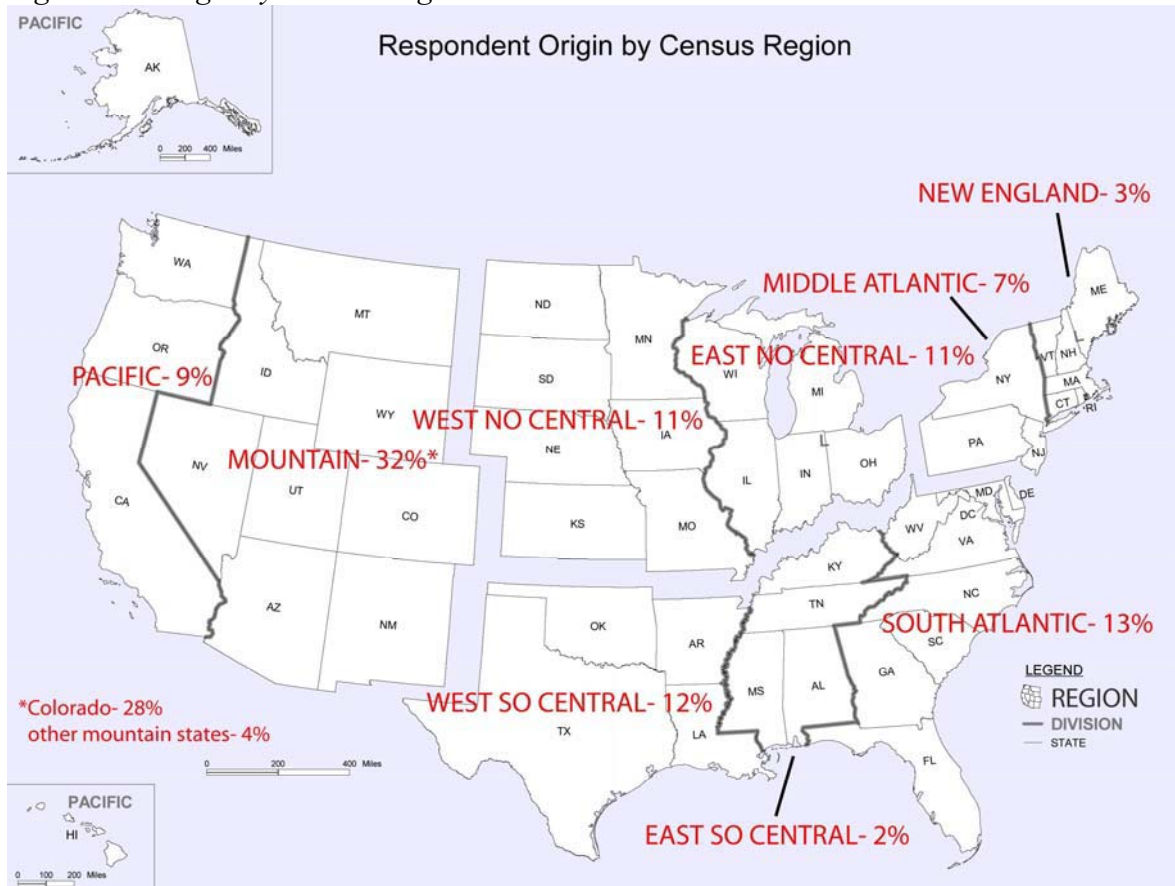 PACIFIC
AK
0 200 400 Miles
Respondent Origin by Census Region
NEW ENGLAND- 3%
MIDDLE ATLANTIC- 7%
EAST NO CENTRAL- 11%
PACIFIC- 9%
WEST NO CENTRAL- 11%
MOUNTAIN- 32%*
SOUTH ATLANTIC- 13%
WEST SO CENTRAL- 12%
EAST SO CENTRAL- 2%
WA
OR
CA
NV
ID
MT
WY
UT
CO
AZ
NM
ND
SD
NE
KS
MN
IA
MO
OK
AR
TX
LA
WI
MI
IL
IN
OH
KY
TN
MS
AL
GA
FL
SC
NC
VA
WV
DC
MD
DE
PA
NJ
NY
CT
RI
MA
VT
NH
ME
LEGEND
REGION
DIVISION
STATE
*Colorado- 28%
other mountain states- 4%
0 200 400 Miles
PACIFIC
HI
0 100 200 Miles